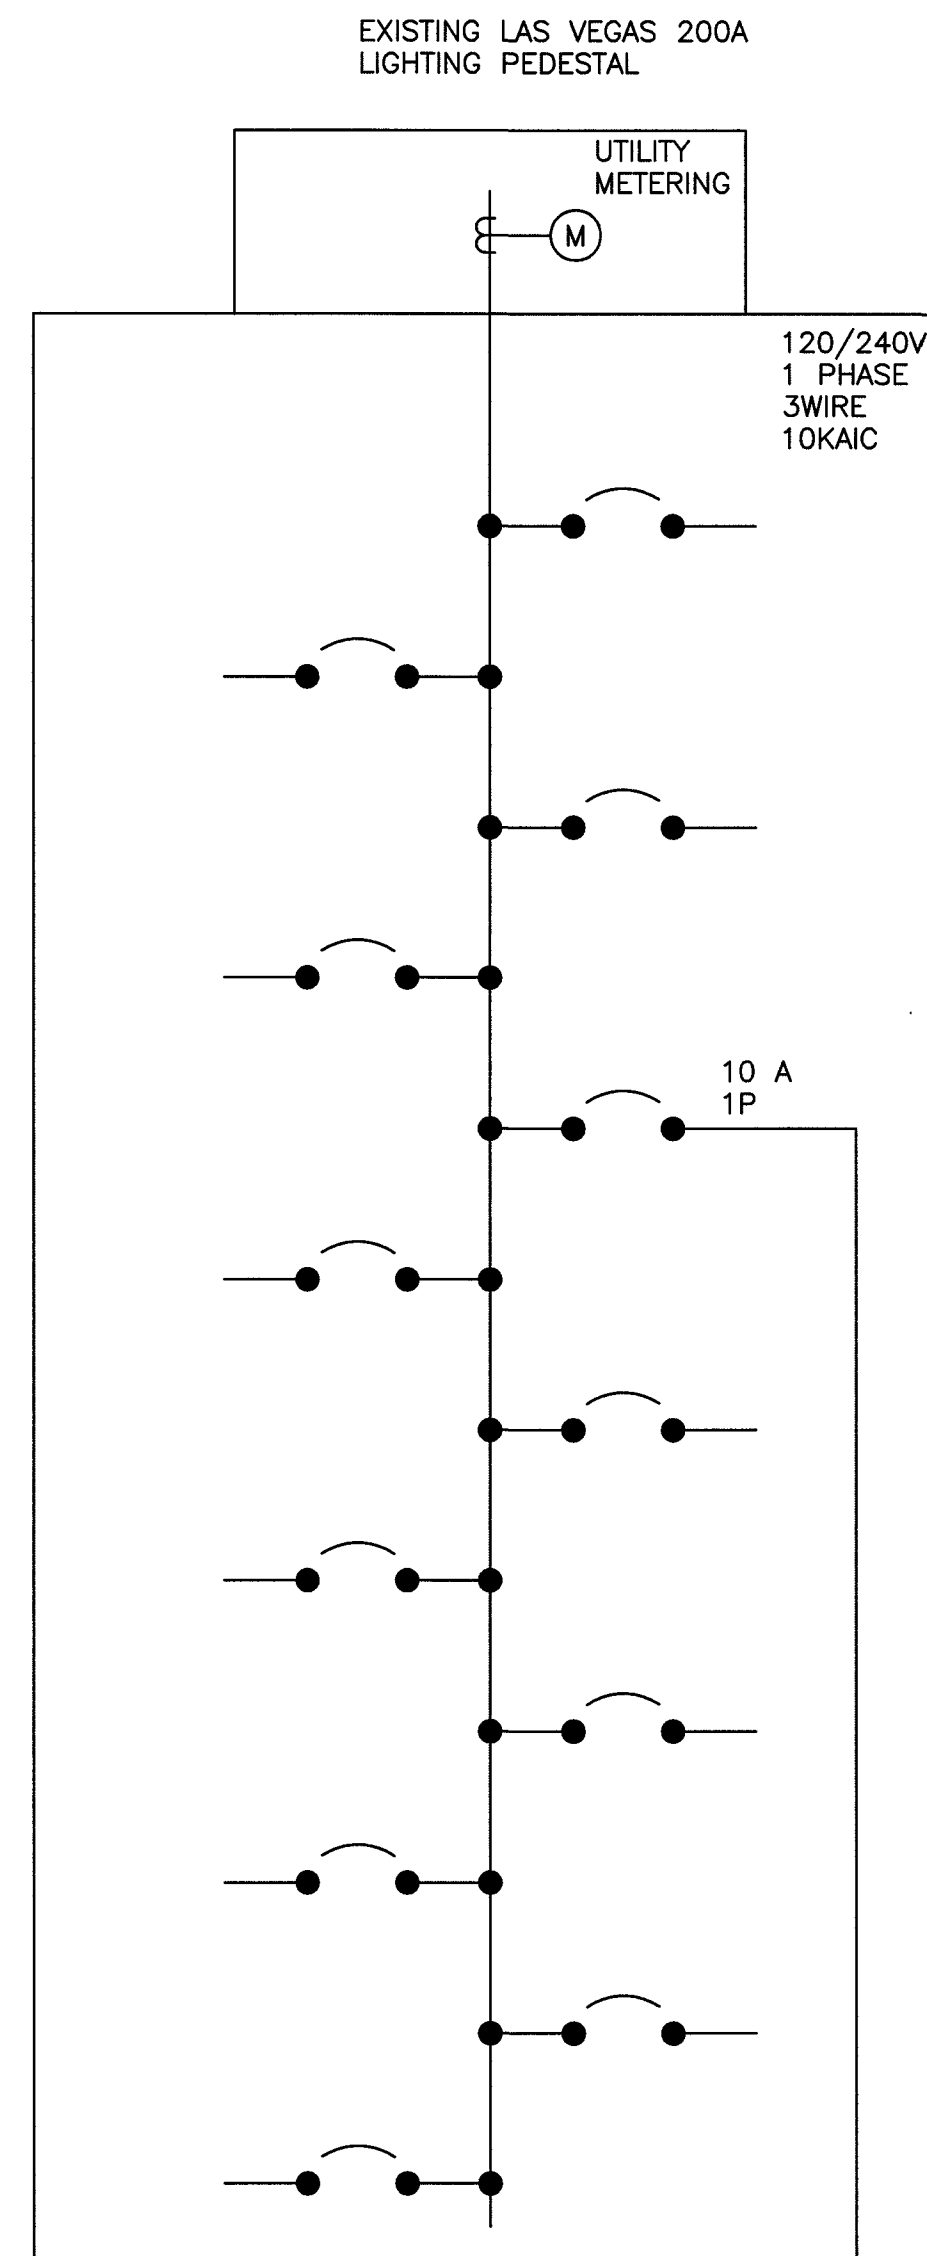 EXISTING LAS VEGAS 200A
LIGHTING PEDESTAL
UTILITY
METERING
M
120/240V
1 PHASE
3WIRE
10KAIC
10 A
1P